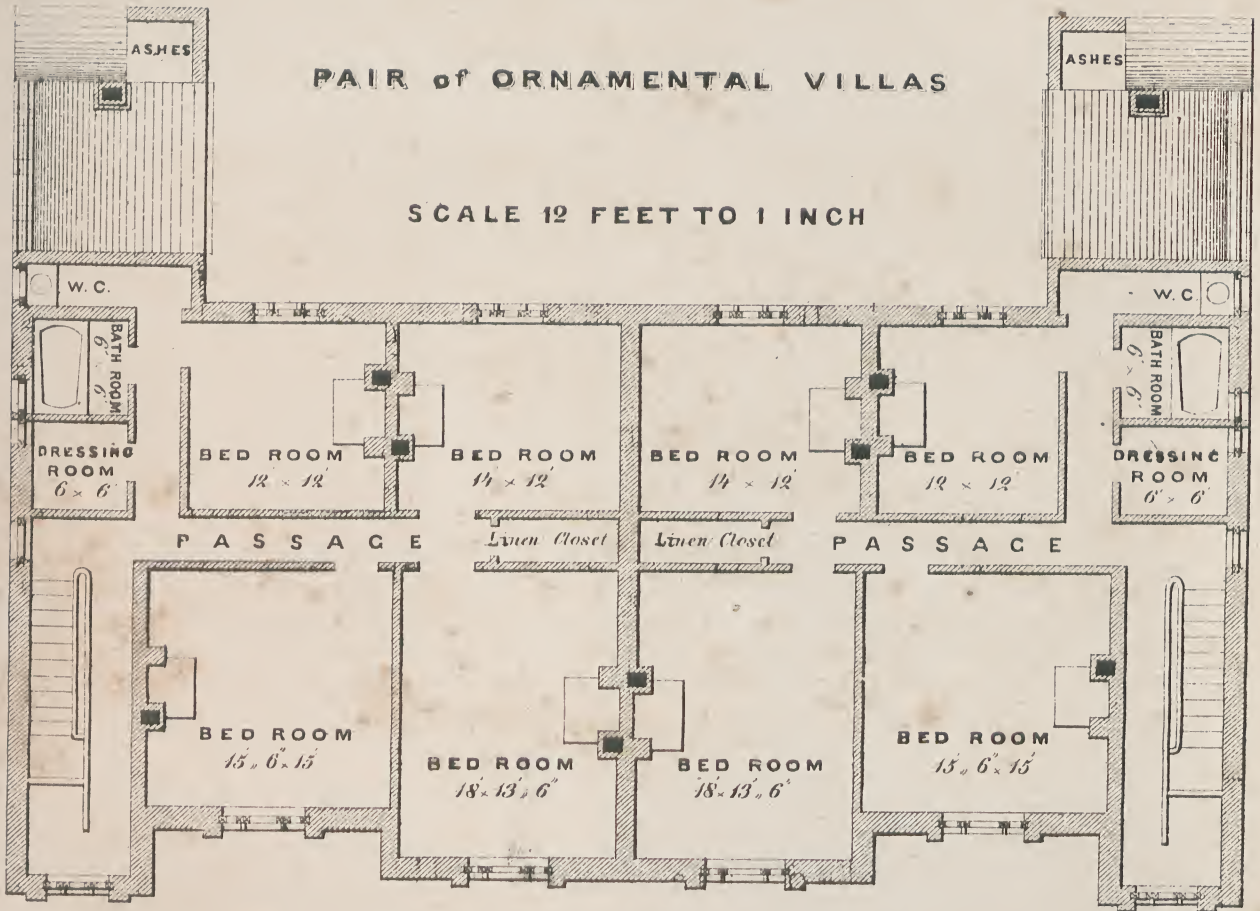 ASHES
ASHES
PAIR of ORNAMENTAL VILLAS
SCALE 12 FEET TO 1 INCH
W. C.
W. C.
BATH ROOM
6' × 6'
BATH ROOM
6' × 6'
DRESSING
ROOM
6 × 6'
BED ROOM
12' × 12'
BED ROOM
14' × 12'
BED ROOM
14' × 12'
BED ROOM
12' × 12'
DRESSING
ROOM
6' × 6'
PASSAGE
Linen Closet
Linen Closet
PASSAGE
BED ROOM
15' 6" × 15'
BED ROOM
18' × 13' 6"
BED ROOM
18' × 13' 6"
BED ROOM
15' 6" × 15'